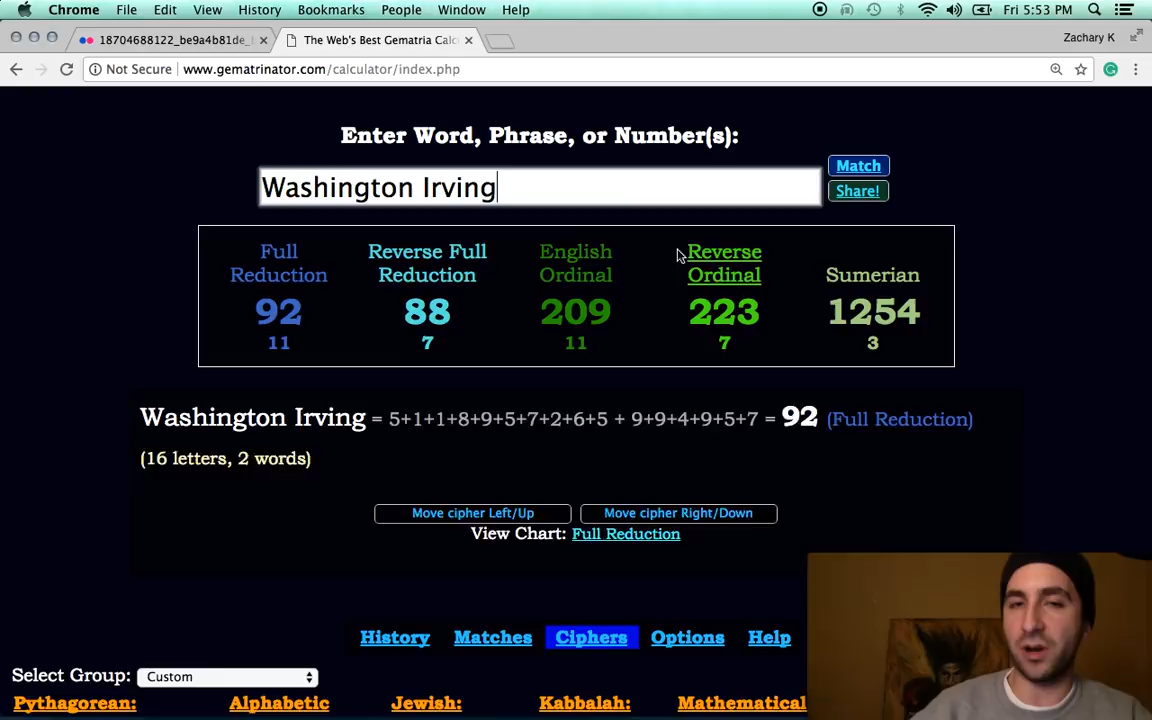 Chrome File Edit View History Bookmarks People Window Help Fri 5:53 PM
18704688122_be9a4b81de_ The Web's Best Gematria Calc Zachary K
Not Secure www.gematrinator.com/calculator/index.php
Enter Word, Phrase, or Number(s):
Match
Washington Irving
Share!
Full Reduction
Reverse Full Reduction
English Ordinal
Reverse Ordinal
Sumerian
92 88 209 223 1254
11 7 11 7 3
Washington Irving = 5+1+1+8+9+5+7+2+6+5 + 9+9+4+9+5+7 = 92 (Full Reduction)
(16 letters, 2 words)
Move cipher Left/Up Move cipher Right/Down
View Chart: Full Reduction
History Matches Ciphers Options Help
Select Group: Custom
Pythagorean: Alphabetic Jewish: Kabbalah: Mathematical